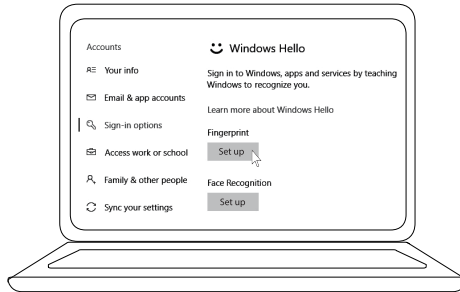 Accounts
Your info
Email & app accounts
Sign-in options
Access work or school
Family & other people
Sync your settings
Windows Hello
Sign in to Windows, apps and services by teaching
Windows to recognize you.
Learn more about Windows Hello
Fingerprint
Set up
Face Recognition
Set up